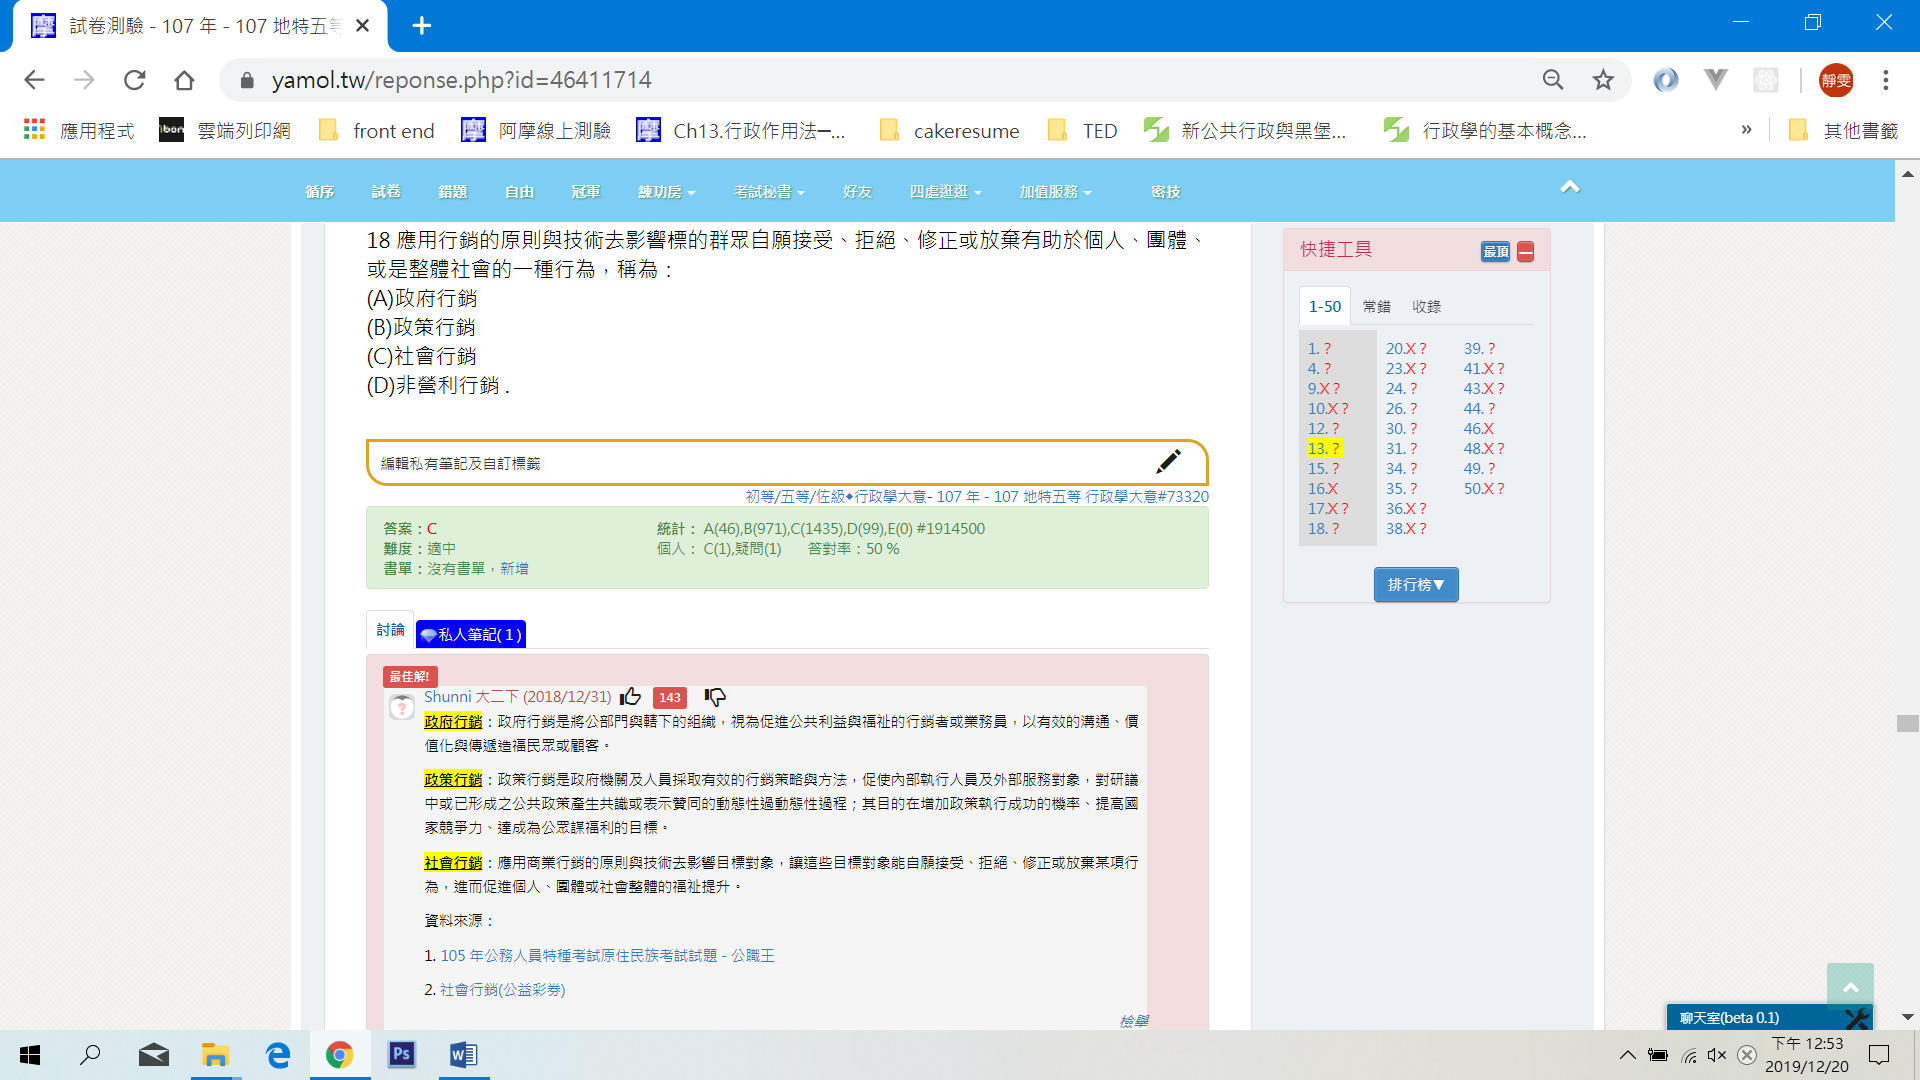 試卷測驗 - 107 年 - 107 地特五等
yamol.tw/reponse.php?id=46411714
靜雯
應用程式
ibon
雲端列印網
front end
阿摩線上測驗
Ch13.行政作用法─...
cakeresume
TED
新公共行政與黑堡...
行政學的基本概念...
»
其他書籤
循序 試卷 錯題 自由 冠軍 練功房 考試秘書 好友 四處逛逛 加值服務 密技
18 應用行銷的原則與技術去影響標的群眾自願接受、拒絕、修正或放棄有助於個人、團體、
或是整體社會的一種行為，稱為：
(A)政府行銷
(B)政策行銷
(C)社會行銷
(D)非營利行銷 .
編輯私有筆記及自訂標籤
初等/五等/佐級◆行政學大意- 107 年 - 107 地特五等 行政學大意#73320
答案：C
難度：適中
書單：沒有書單，新增
統計： A(46),B(971),C(1435),D(99),E(0) #1914500
個人： C(1),疑問(1) 答對率：50 %
討論
私人筆記( 1 )
最佳解!
Shunni 大二下 (2018/12/31) 143
政府行銷：政府行銷是將公部門與轄下的組織，視為促進公共利益與福祉的行銷者或業務員，以有效的溝通、價
值化與傳遞造福民眾或顧客。
政策行銷：政策行銷是政府機關及人員採取有效的行銷策略與方法，促使內部執行人員及外部服務對象，對研議
中或已形成之公共政策產生共識或表示贊同的動態性過動態性過程；其目的在增加政策執行成功的機率、提高國
家競爭力、達成為公眾謀福利的目標。
社會行銷：應用商業行銷的原則與技術去影響目標對象，讓這些目標對象能自願接受、拒絕、修正或放棄某項行
為，進而促進個人、團體或社會整體的福祉提升。
資料來源：
1. 105 年公務人員特種考試原住民族考試試題 - 公職王
2. 社會行銷(公益彩券)
檢舉
快捷工具
最頂
1-50 常錯 收錄
1. ? 20.X ? 39. ?
4. ? 23.X ? 41.X ?
9.X ? 24. ? 43.X ?
10.X ? 26. ? 44. ?
12. ? 30. ? 46.X
13. ? 31. ? 48.X ?
15. ? 34. ? 49. ?
16.X 35. ? 50.X ?
17.X ? 36.X ?
18. ? 38.X ?
排行榜▼
聊天室(beta 0.1)
Ps
下午 12:53
2019/12/20